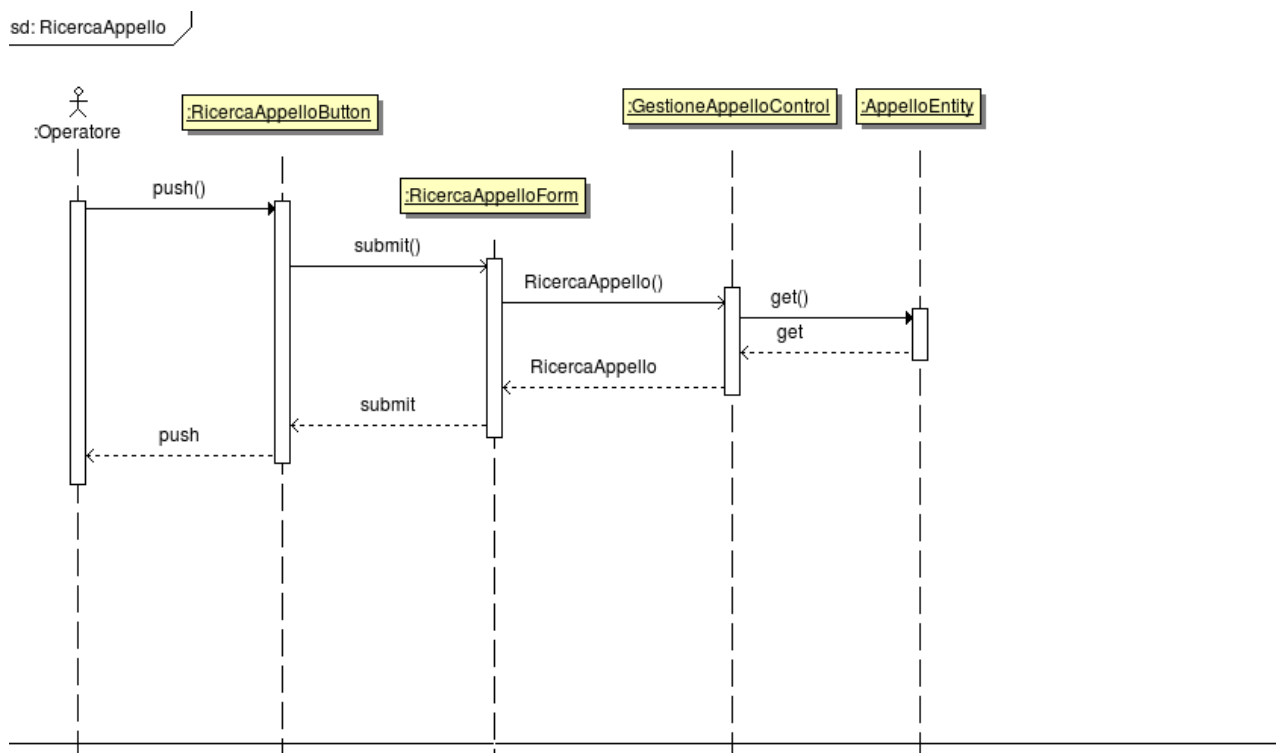 sd: RicercaAppello
:Operatore
:RicercaAppelloButton
:GestioneAppelloControl
:AppelloEntity
:RicercaAppelloForm
push()
submit()
RicercaAppello()
get()
get
RicercaAppello
submit
push